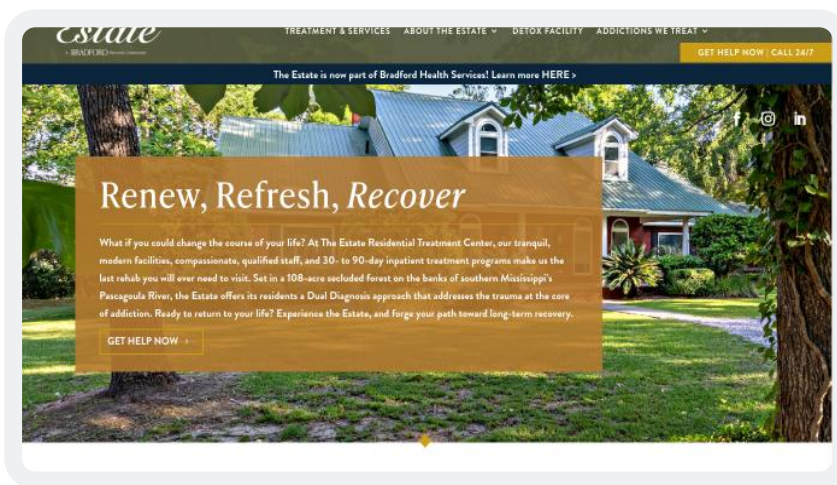 Estate
TREATMENT & SERVICES ABOUT THE ESTATE DETOX FACILITY ADDICTIONS WE TREAT
BRADFORD
GET HELP NOW | CALL 24/7
The Estate is now part of Bradford Health Services! Learn more HERE >
f in
Renew, Refresh, Recover
What if you could change the course of your life? At The Estate Residential Treatment Center, our tranquil,
modern facilities, compassionate, qualified staff, and 30- to 90-day inpatient treatment programs make us the
last rehab you will ever need to visit. Set in a 108-acre secluded forest on the banks of southern Mississippi's
Pascagoula River, the Estate offers its residents a Dual Diagnosis approach that addresses the trauma at the core
of addiction. Ready to return to your life? Experience the Estate, and forge your path toward long-term recovery.
GET HELP NOW >